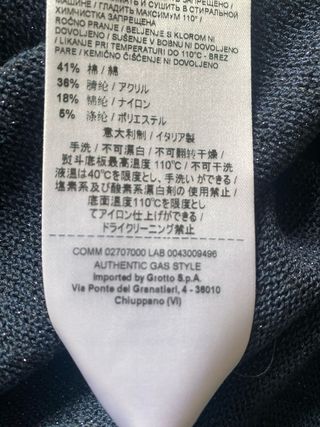 МАШИНЕ / ГЛАДИТЬ МАКСИМУМ 110° /
ХИМЧИСТКА ЗАПРЕЩЕНА
ROČNO PRANJE / BELJENJE S KLOROM NI
DOVOLJENO / SUŠENJE V BOBNU NI DOVOLJENO
/ LIKANJE PRI TEMPERATURI DO 110°C - BREZ
PARE / KEMIČNO ČIŠČENJE NI DOVOLJENO
41% 棉 / 綿
36% 腈纶 / アクリル
18% 锦纶 / ナイロン
5% 涤纶 / ポリエステル
意大利制 / イタリア製
手洗 / 不可漂白 / 不可翻转干燥 /
熨斗底板最高温度 110°C / 不可干洗
液温は40℃を限度とし、手洗いができる /
塩素系及び酸素系漂白剤の使用禁止 /
底面温度110℃を限度とし
てアイロン仕上げができる /
ドライクリーニング禁止
COMM 02707000 LAB 0043009496
AUTHENTIC GAS STYLE
Imported by Grotto S.p.A.
Via Ponte dei Granatieri, 4 - 36010
Chiuppano (VI)